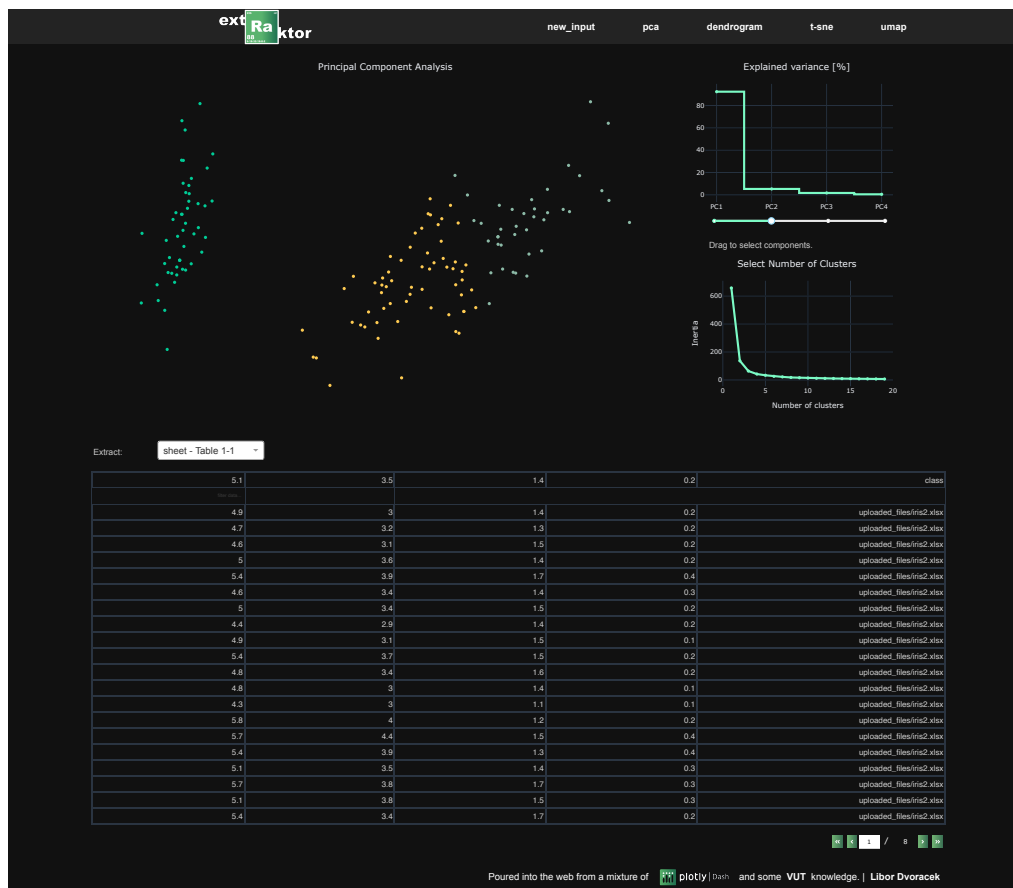 extRaktor
88
new_input pca dendrogram t-sne umap
Principal Component Analysis
Explained variance [%]
80
60
40
20
0
PC1 PC2 PC3 PC4
Drag to select components.
Select Number of Clusters
600
400
200
0
Inertia
0 5 10 15 20
Number of clusters
Extract: sheet - Table 1-1
5.1 3.5 1.4 0.2 class
4.9 3 1.4 0.2 uploaded_files/iris2.xlsx
4.7 3.2 1.3 0.2 uploaded_files/iris2.xlsx
4.6 3.1 1.5 0.2 uploaded_files/iris2.xlsx
5 3.6 1.4 0.2 uploaded_files/iris2.xlsx
5.4 3.9 1.7 0.4 uploaded_files/iris2.xlsx
4.6 3.4 1.4 0.3 uploaded_files/iris2.xlsx
5 3.4 1.5 0.2 uploaded_files/iris2.xlsx
4.4 2.9 1.4 0.2 uploaded_files/iris2.xlsx
4.9 3.1 1.5 0.1 uploaded_files/iris2.xlsx
5.4 3.7 1.5 0.2 uploaded_files/iris2.xlsx
4.8 3.4 1.6 0.2 uploaded_files/iris2.xlsx
4.8 3 1.4 0.1 uploaded_files/iris2.xlsx
4.3 3 1.1 0.1 uploaded_files/iris2.xlsx
5.8 4 1.2 0.2 uploaded_files/iris2.xlsx
5.7 4.4 1.5 0.4 uploaded_files/iris2.xlsx
5.4 3.9 1.3 0.4 uploaded_files/iris2.xlsx
5.1 3.5 1.4 0.3 uploaded_files/iris2.xlsx
5.7 3.8 1.7 0.3 uploaded_files/iris2.xlsx
5.1 3.8 1.5 0.3 uploaded_files/iris2.xlsx
5.4 3.4 1.7 0.2 uploaded_files/iris2.xlsx
« ‹ 1 / 8 › »
Poured into the web from a mixture of plotly | Dash and some VUT knowledge. | Libor Dvoracek